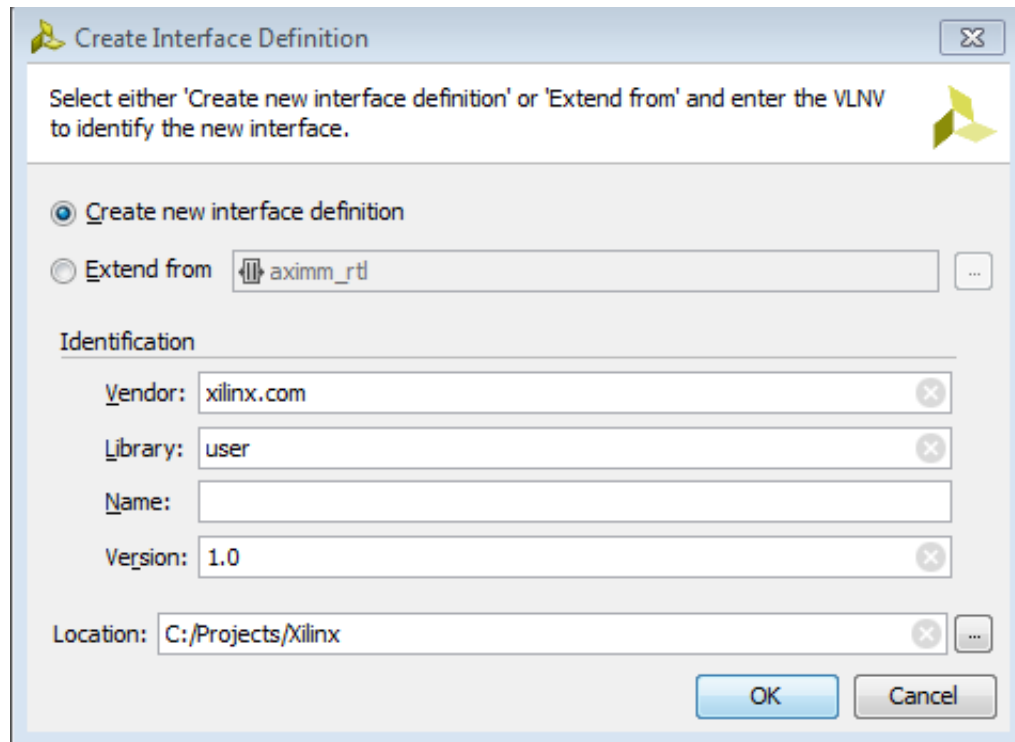 Create Interface Definition
Select either 'Create new interface definition' or 'Extend from' and enter the VLNV
to identify the new interface.
Create new interface definition
Extend from aximm_rtl ...
Identification
Vendor: xilinx.com
Library: user
Name:
Version: 1.0
Location: C:/Projects/Xilinx ...
OK Cancel